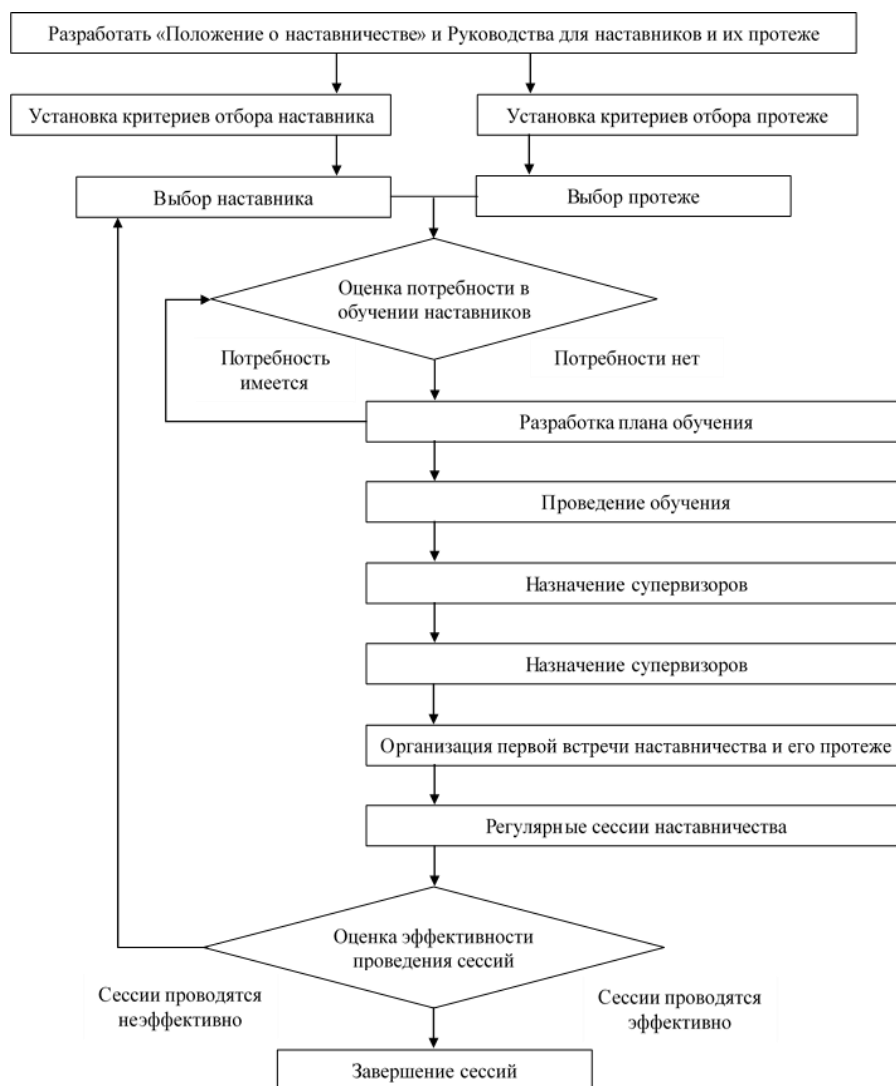 Разработать «Положение о наставничестве» и Руководства для наставников и их протеже
Установка критериев отбора наставника
Установка критериев отбора протеже
Выбор наставника
Выбор протеже
Оценка потребности в
обучении наставников
Потребность
имеется
Потребности нет
Разработка плана обучения
Проведение обучения
Назначение супервизоров
Назначение супервизоров
Организация первой встречи наставничества и его протеже
Регулярные сессии наставничества
Оценка эффективности
проведения сессий
Сессии проводятся
неэффективно
Сессии проводятся
эффективно
Завершение сессий